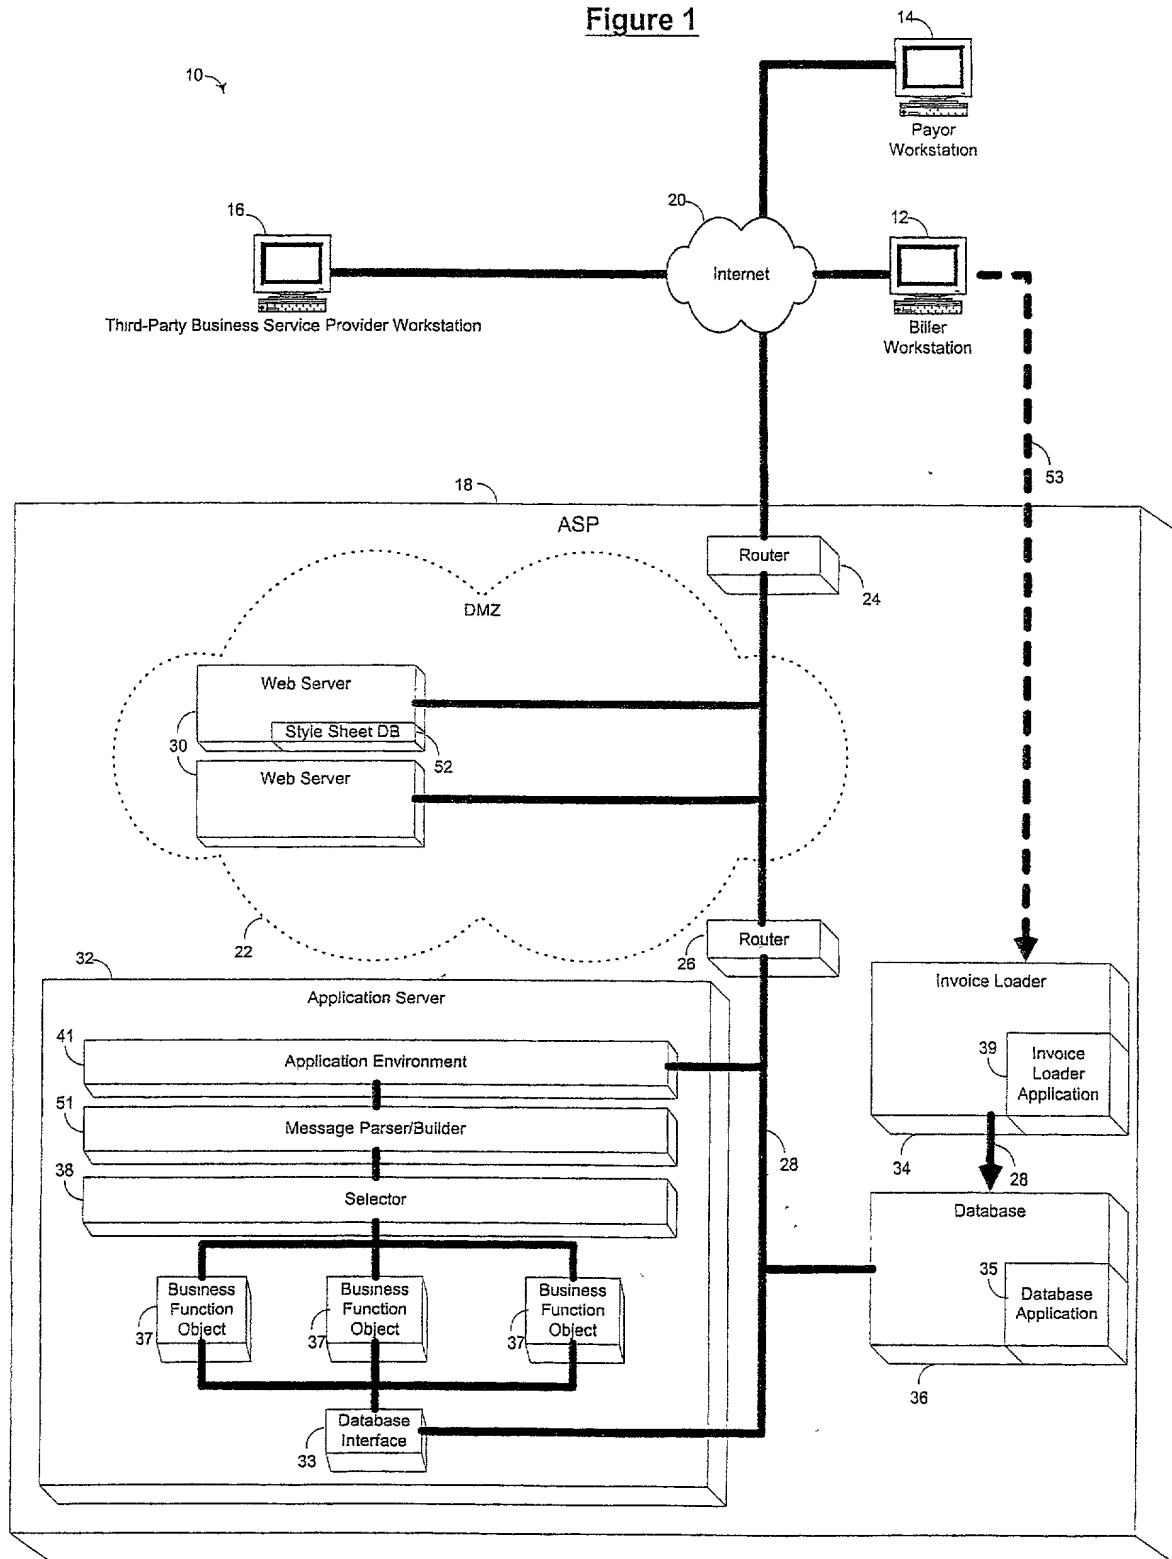 Figure 1
14
10
Payor
Workstation
16
20
12
Internet
Third-Party Business Service Provider Workstation
Biller
Workstation
53
18
ASP
Router
24
DMZ
Web Server
Style Sheet DB
30
52
Web Server
22
26
Router
32
Application Server
Invoice Loader
41
Application Environment
39
Invoice
Loader
Application
51
Message Parser/Builder
28
34
28
38
Selector
Database
Business
Function
Object
37
Business
Function
Object
37
Business
Function
Object
37
35
Database
Application
36
Database
Interface
33